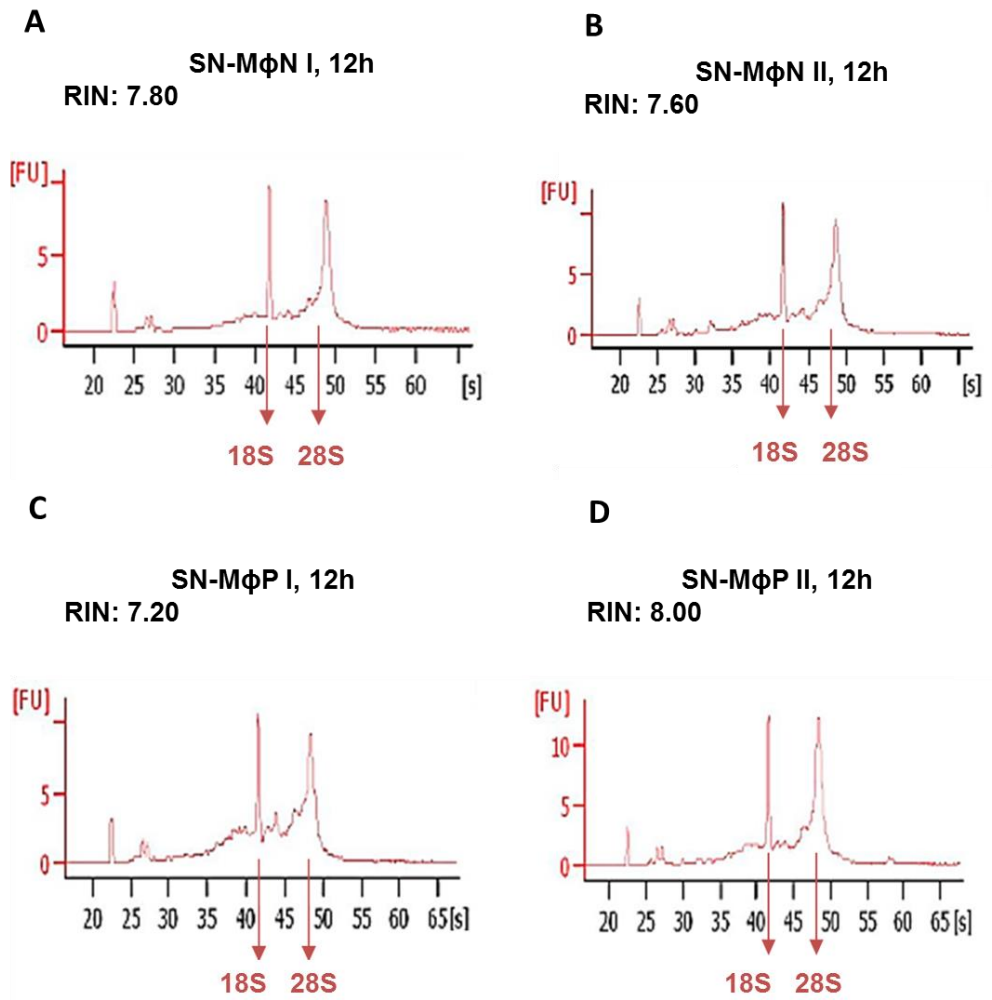 A
SN-MϕN I, 12h
RIN: 7.80
[FU]
5
0
20 25 30 35 40 45 50 55 60 [s]
18S 28S
B
SN-MϕN II, 12h
RIN: 7.60
[FU]
5
0
20 25 30 35 40 45 50 55 60 [s]
18S 28S
C
SN-MϕP I, 12h
RIN: 7.20
[FU]
5
0
20 25 30 35 40 45 50 55 60 65 [s]
18S 28S
D
SN-MϕP II, 12h
RIN: 8.00
[FU]
10
5
0
20 25 30 35 40 45 50 55 60 65 [s]
18S 28S